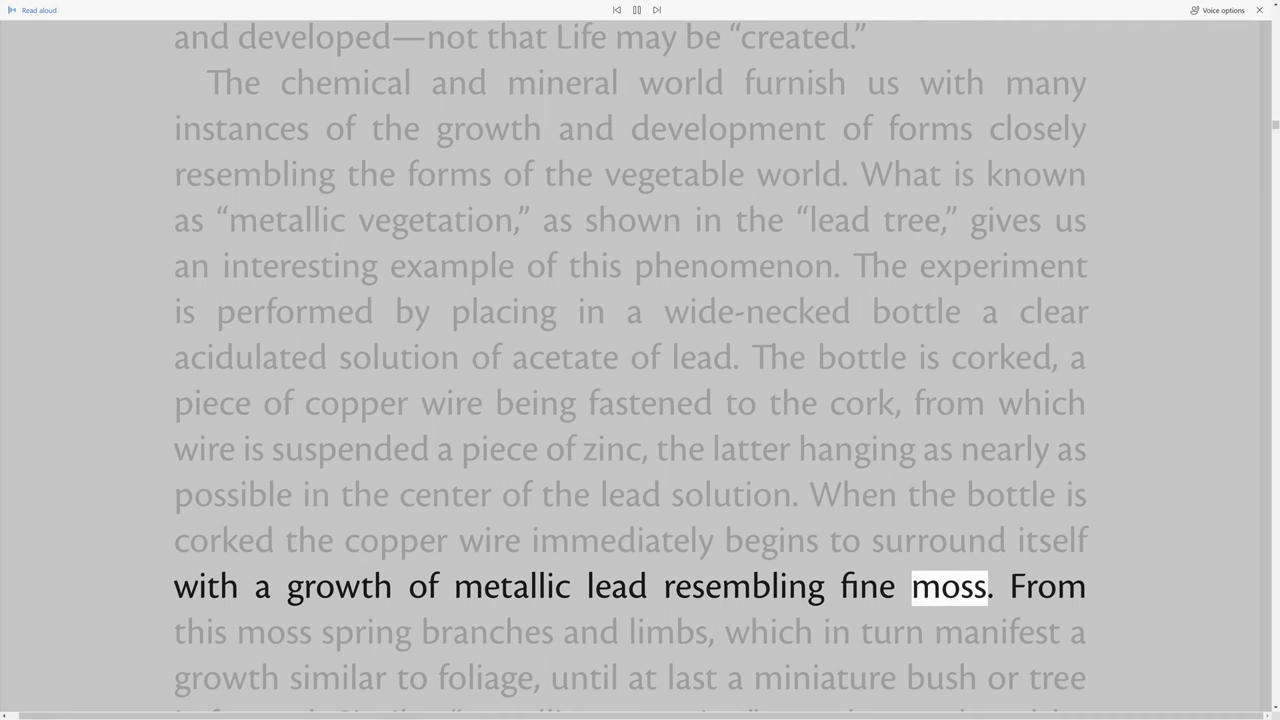 Read aloud
Voice options
and developed—not that Life may be “created.”
The chemical and mineral world furnish us with many
instances of the growth and development of forms closely
resembling the forms of the vegetable world. What is known
as “metallic vegetation,” as shown in the “lead tree,” gives us
an interesting example of this phenomenon. The experiment
is performed by placing in a wide-necked bottle a clear
acidulated solution of acetate of lead. The bottle is corked, a
piece of copper wire being fastened to the cork, from which
wire is suspended a piece of zinc, the latter hanging as nearly as
possible in the center of the lead solution. When the bottle is
corked the copper wire immediately begins to surround itself
with a growth of metallic lead resembling fine moss. From
this moss spring branches and limbs, which in turn manifest a
growth similar to foliage, until at last a miniature bush or tree